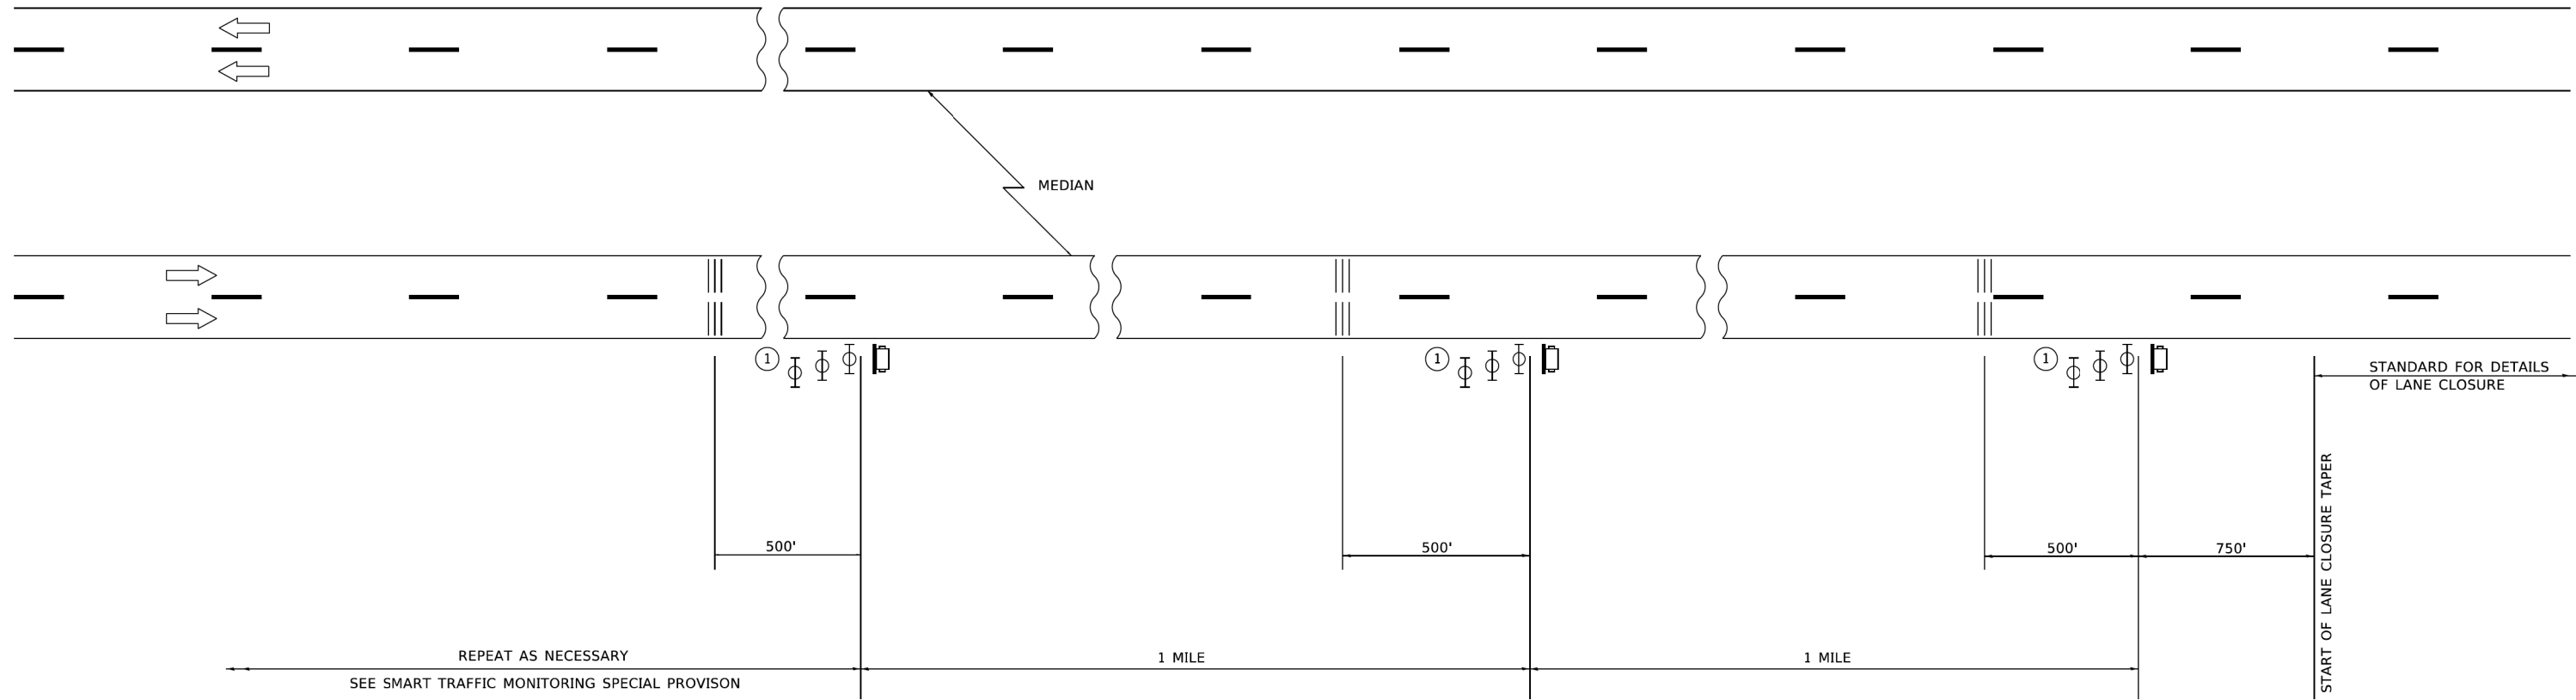 MEDIAN
1
1
1
STANDARD FOR DETAILS
OF LANE CLOSURE
START OF LANE CLOSURE TAPER
500'
500'
500'
750'
REPEAT AS NECESSARY
SEE SMART TRAFFIC MONITORING SPECIAL PROVISON
1 MILE
1 MILE